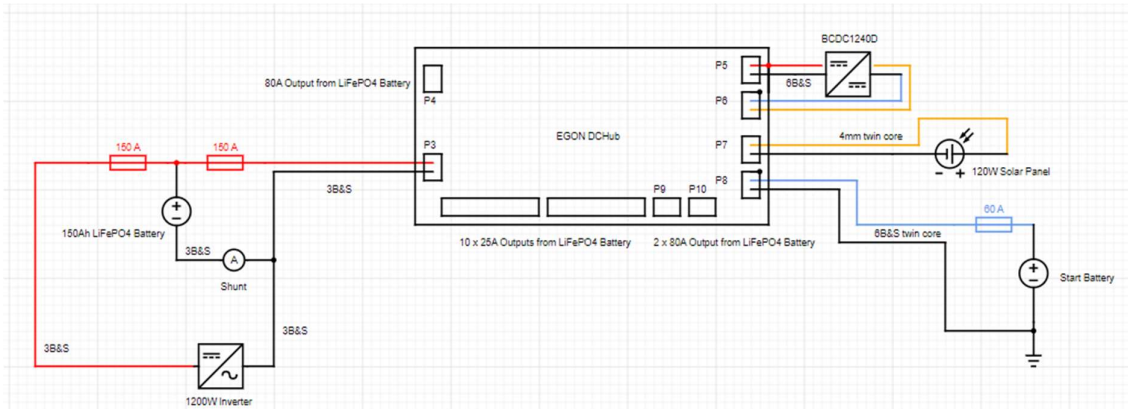 BCDC1240D
P5
80A Output from LiFePO4 Battery
6B&S
P4
P6
EGON DCHub
4mm twin core
150 A
150 A
P3
P7
- +
120W Solar Panel
3B&S
P8
P9
P10
60 A
150Ah LiFePO4 Battery
6B&S twin core
10 x 25A Outputs from LiFePO4 Battery
2 x 80A Output from LiFePO4 Battery
3B&S
A
Shunt
Start Battery
3B&S
3B&S
1200W Inverter